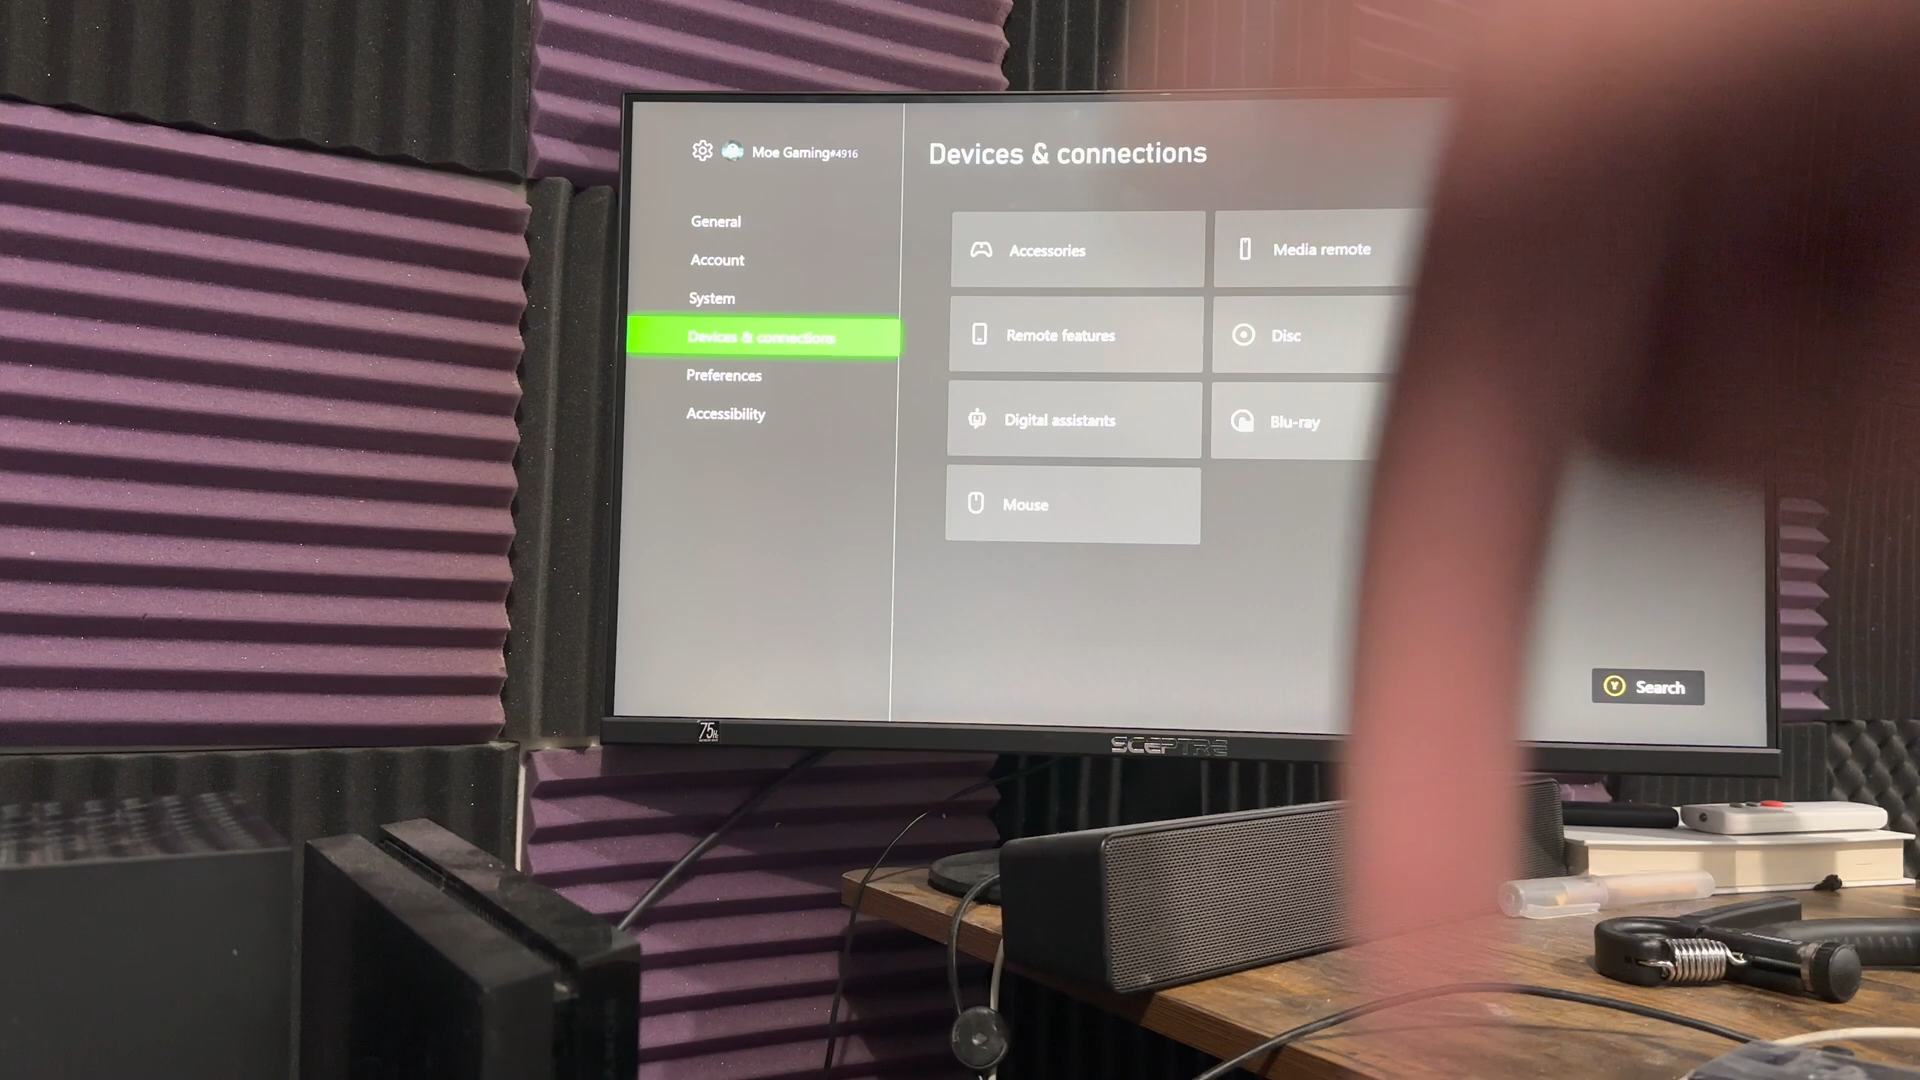 Moe Gaming#4916
General
Account
System
Devices & connections
Preferences
Accessibility
Devices & connections
Accessories
Media remote
Remote features
Disc
Digital assistants
Blu-ray
Mouse
Y Search
75Hz
SCEPTRE